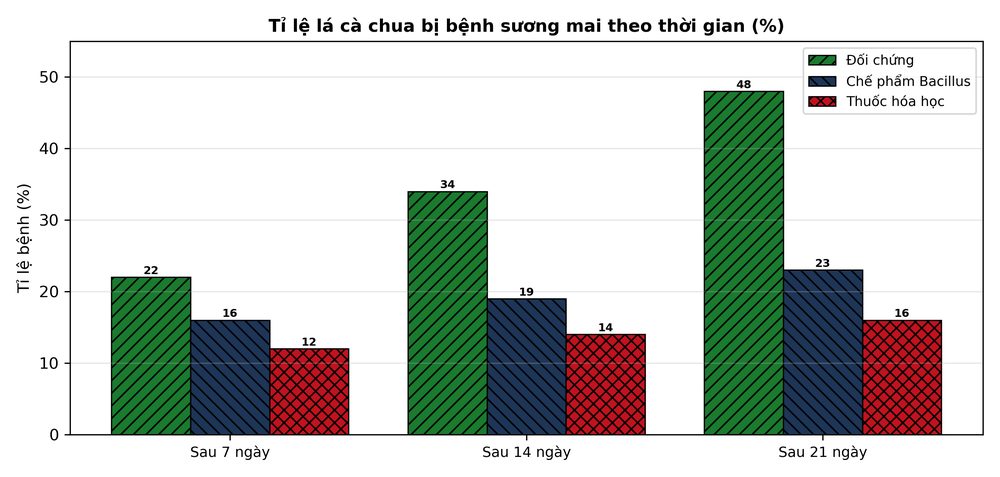 Tỉ lệ lá cà chua bị bệnh sương mai theo thời gian (%)
Đối chứng
Chế phẩm Bacillus
Thuốc hóa học
Tỉ lệ bệnh (%)
50
40
30
20
10
0
22
16
12
34
19
14
48
23
16
Sau 7 ngày
Sau 14 ngày
Sau 21 ngày